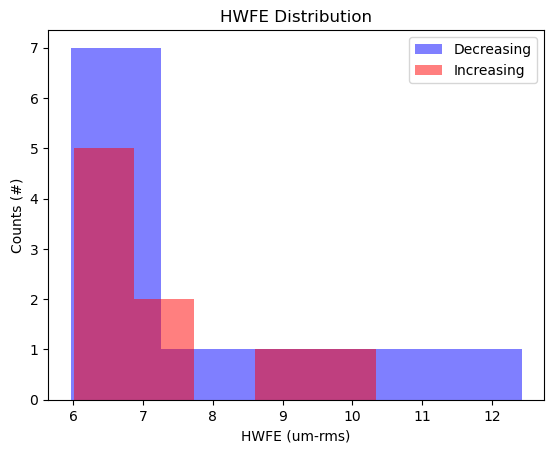 HWFE Distribution
Decreasing
Increasing
7
6
5
4
3
2
1
0
Counts (#)
6 7 8 9 10 11 12
HWFE (um-rms)